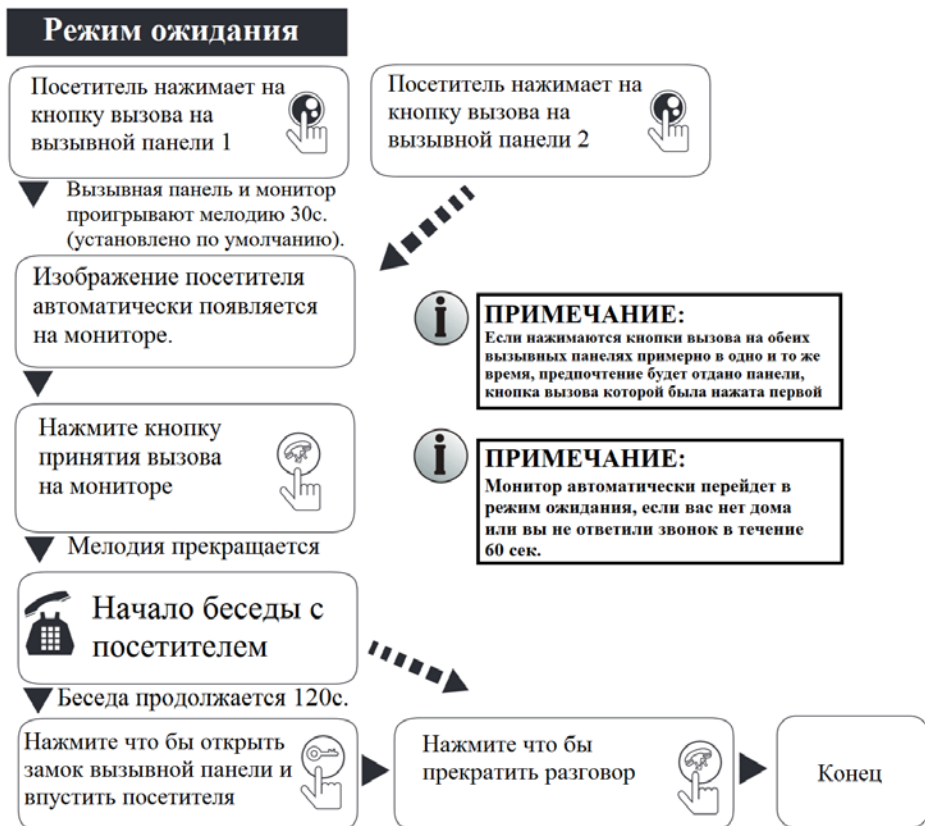 Режим ожидания
Посетитель нажимает на
кнопку вызова на
вызывной панели 1
Посетитель нажимает на
кнопку вызова на
вызывной панели 2
Вызывная панель и монитор
проигрывают мелодию 30с.
(установлено по умолчанию).
Изображение посетителя
автоматически появляется
на мониторе.
ПРИМЕЧАНИЕ:
Если нажимаются кнопки вызова на обеих
вызывных панелях примерно в одно и то же
время, предпочтение будет отдано панели,
кнопка вызова которой была нажата первой
Нажмите кнопку
принятия вызова
на мониторе
ПРИМЕЧАНИЕ:
Монитор автоматически перейдет в
режим ожидания, если вас нет дома
или вы не ответили звонок в течение
60 сек.
Мелодия прекращается
Начало беседы с
посетителем
Беседа продолжается 120с.
Нажмите что бы открыть
замок вызывной панели и
впустить посетителя
Нажмите что бы
прекратить разговор
Конец